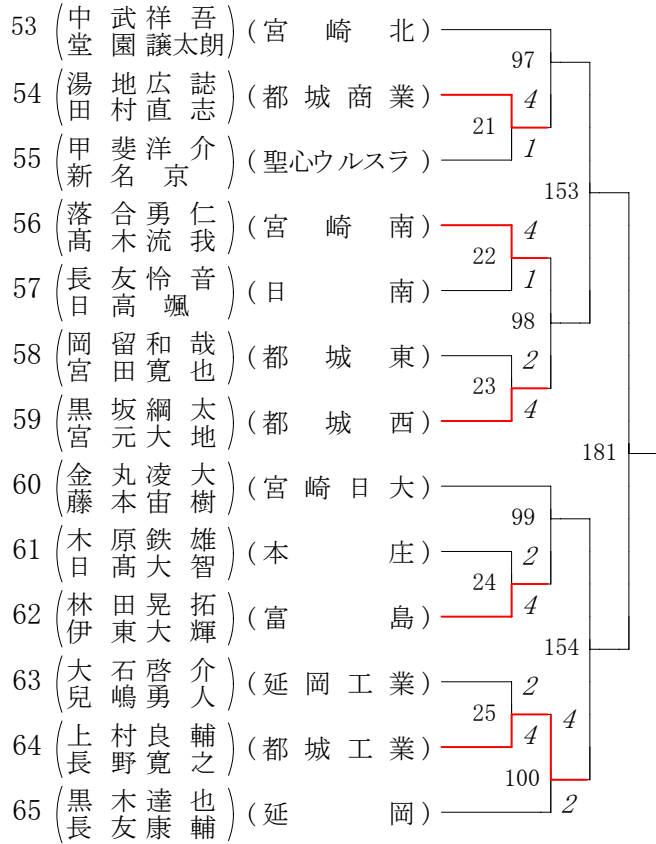 53 (中武祥吾 堂園譲太朗) (宮崎北)
97
54 (湯地広誌 田村直志) (都城商業) 4
21
55 (甲斐洋介 新名京) (聖心ウルスラ) 1
153
56 (落合勇仁 髙木流我) (宮崎南) 4
22
57 (長友怜音 日高颯) (日南) 1
98
58 (岡留和哉 宮田寛也) (都城東) 2
23
59 (黒坂綱太 宮元大地) (都城西) 4
181
60 (金丸凌大 藤本宙樹) (宮崎日大)
99
61 (木原鉄雄 日髙大智) (本庄) 2
24
62 (林田晃拓 伊東大輝) (富島) 4
154
63 (大石啓介 兒嶋勇人) (延岡工業) 2
25 4
64 (上村良輔 長野寛之) (都城工業) 4
100
65 (黒木達也 長友康輔) (延岡) 2